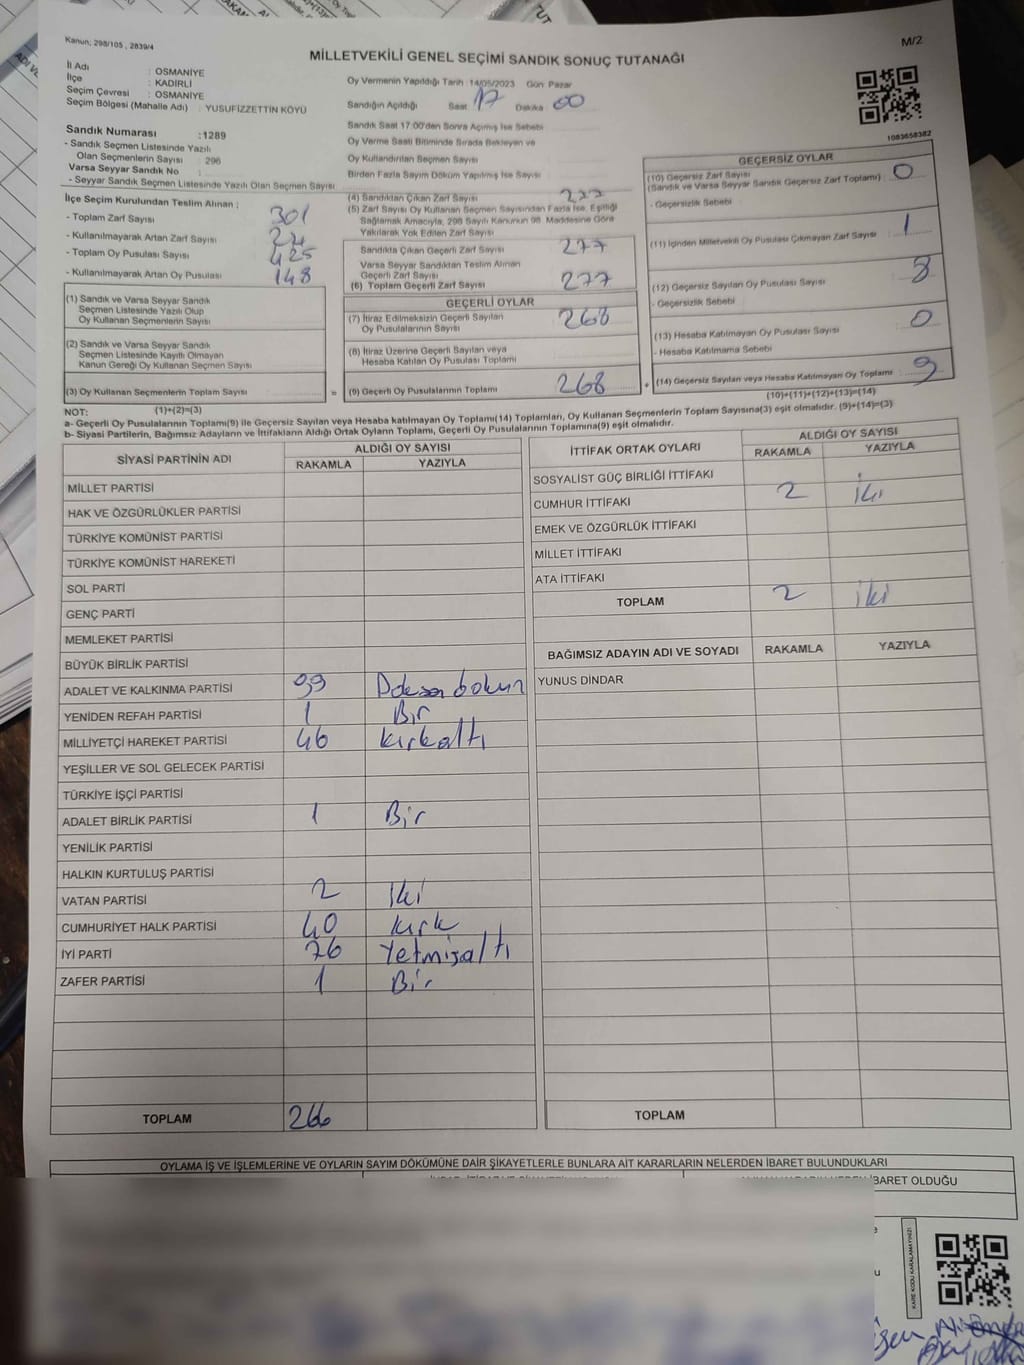 Kanun; 298/105 , 2839/4
M/2
MİLLETVEKİLİ GENEL SEÇİMİ SANDIK SONUÇ TUTANAĞI
İl Adı : OSMANİYE
İlçe : KADİRLİ
Seçim Çevresi : OSMANİYE
Seçim Bölgesi (Mahalle Adı) : YUSUFİZZETTİN KÖYÜ
Sandık Numarası :1289
- Sandık Seçmen Listesinde Yazılı
Olan Seçmenlerin Sayısı : 296
Varsa Seyyar Sandık No :
- Seyyar Sandık Seçmen Listesinde Yazılı Olan Seçmen Sayısı
Oy Vermenin Yapıldığı Tarih 14/05/2023 Gün Pazar
Sandığın Açıldığı Saat 17 Dakika 00
Sandık Saat 17:00'den Sonra Açımış İse Sebebi
Oy Verme Saati Bitiminde Sırada Bekleyen ve
Oy Kullandırılan Seçmen Sayısı
Birden Fazla Sayım Döküm Yapılmış İse Sayısı
1083658382
İlçe Seçim Kurulundan Teslim Alınan ;
- Toplam Zarf Sayısı 301
- Kullanılmayarak Artan Zarf Sayısı 24
- Toplam Oy Pusulası Sayısı 425
- Kullanılmayarak Artan Oy Pusulası 148
(1) Sandık ve Varsa Seyyar Sandık
Seçmen Listesinde Yazılı Olup
Oy Kullanan Seçmenlerin Sayısı
(2) Sandık ve Varsa Seyyar Sandık
Seçmen Listesinde Kayıtlı Olmayan
Kanun Gereği Oy Kullanan Seçmen Sayısı
(3) Oy Kullanan Seçmenlerin Toplam Sayısı =
(4) Sandıktan Çıkan Zarf Sayısı 277
(5) Zarf Sayısı Oy Kullanan Seçmen Sayısından Fazla İse, Eşitliği
Sağlamak Amacıyla, 298 Sayılı Kanunun 98. Maddesine Göre
Yakılarak Yok Edilen Zarf Sayısı
Sandıkta Çıkan Geçerli Zarf Sayısı 277
Varsa Seyyar Sandıktan Teslim Alınan
Geçerli Zarf Sayısı
(6) Toplam Geçerli Zarf Sayısı 277
GEÇERLİ OYLAR
(7) İtiraz Edilmeksizin Geçerli Sayılan
Oy Pusulalarının Sayısı 268
(8) İtiraz Üzerine Geçerli Sayılan veya
Hesaba Katılan Oy Pusulası Toplamı
(9) Geçerli Oy Pusulalarının Toplamı 268 +
GEÇERSİZ OYLAR
(10) Geçersiz Zarf Sayısı
(Sandık ve Varsa Seyyar Sandık Geçersiz Zarf Toplamı) : 0
- Geçersizlik Sebebi
(11) İçinden Milletvekili Oy Pusulası Çıkmayan Zarf Sayısı : 1
(12) Geçersiz Sayılan Oy Pusulası Sayısı 8
- Geçersizlik Sebebi
(13) Hesaba Katılmayan Oy Pusulası Sayısı 0
- Hesaba Katılmama Sebebi
(14) Geçersiz Sayılan veya Hesaba Katılmayan Oy Toplamı : 9
(10)+(11)+(12)+(13)=(14)
NOT: (1)+(2)=(3)
a- Geçerli Oy Pusulalarının Toplamı(9) ile Geçersiz Sayılan veya Hesaba katılmayan Oy Toplamı(14) Toplamları, Oy Kullanan Seçmenlerin Toplam Sayısına(3) eşit olmalıdır. (9)+(14)=(3)
b- Siyasi Partilerin, Bağımsız Adayların ve İttifakların Aldığı Ortak Oyların Toplamı, Geçerli Oy Pusulalarının Toplamına(9) eşit olmalıdır.
SİYASİ PARTİNİN ADI ALDIĞI OY SAYISI
RAKAMLA YAZIYLA
MİLLET PARTİSİ
HAK VE ÖZGÜRLÜKLER PARTİSİ
TÜRKİYE KOMÜNİST PARTİSİ
TÜRKİYE KOMÜNİST HAREKETİ
SOL PARTİ
GENÇ PARTİ
MEMLEKET PARTİSİ
BÜYÜK BİRLİK PARTİSİ
ADALET VE KALKINMA PARTİSİ 99
YENİDEN REFAH PARTİSİ 1 Bir
MİLLİYETÇİ HAREKET PARTİSİ 46 kırkaltı
YEŞİLLER VE SOL GELECEK PARTİSİ
TÜRKİYE İŞÇİ PARTİSİ
ADALET BİRLİK PARTİSİ 1 Bir
YENİLİK PARTİSİ
HALKIN KURTULUŞ PARTİSİ
VATAN PARTİSİ 2 İki
CUMHURİYET HALK PARTİSİ 40 kırk
İYİ PARTİ 76 Yetmişaltı
ZAFER PARTİSİ 1 Bir
TOPLAM 266
İTTİFAK ORTAK OYLARI ALDIĞI OY SAYISI
RAKAMLA YAZIYLA
SOSYALİST GÜÇ BİRLİĞİ İTTİFAKI
CUMHUR İTTİFAKI 2 iki
EMEK VE ÖZGÜRLÜK İTTİFAKI
MİLLET İTTİFAKI
ATA İTTİFAKI
TOPLAM 2 iki
BAĞIMSIZ ADAYIN ADI VE SOYADI RAKAMLA YAZIYLA
YUNUS DİNDAR
TOPLAM
OYLAMA İŞ VE İŞLEMLERİNE VE OYLARIN SAYIM DÖKÜMÜNE DAİR ŞİKAYETLERLE BUNLARA AİT KARARLARIN NELERDEN İBARET BULUNDUKLARI
İBARET OLDUĞU
KARE KODU KARALAMAYINIZ!